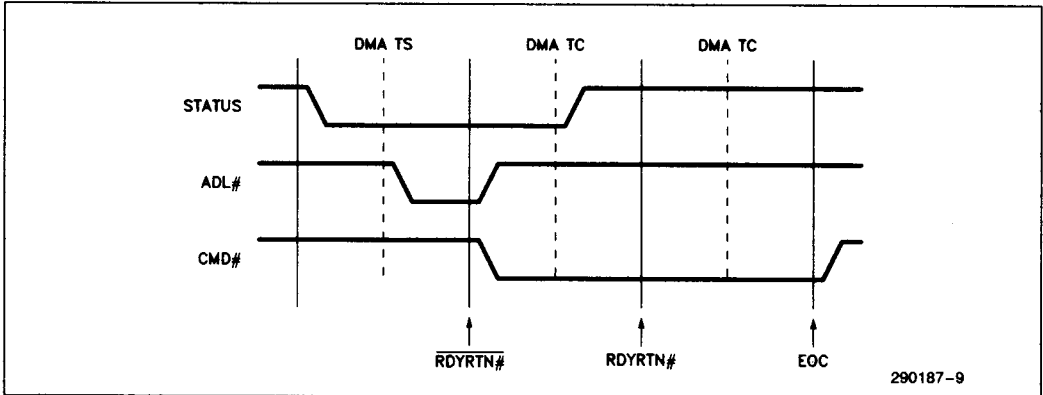 DMA TS DMA TC DMA TC
STATUS
ADL#
CMD#
RDYRTN# RDYRTN# EOC
290187-9